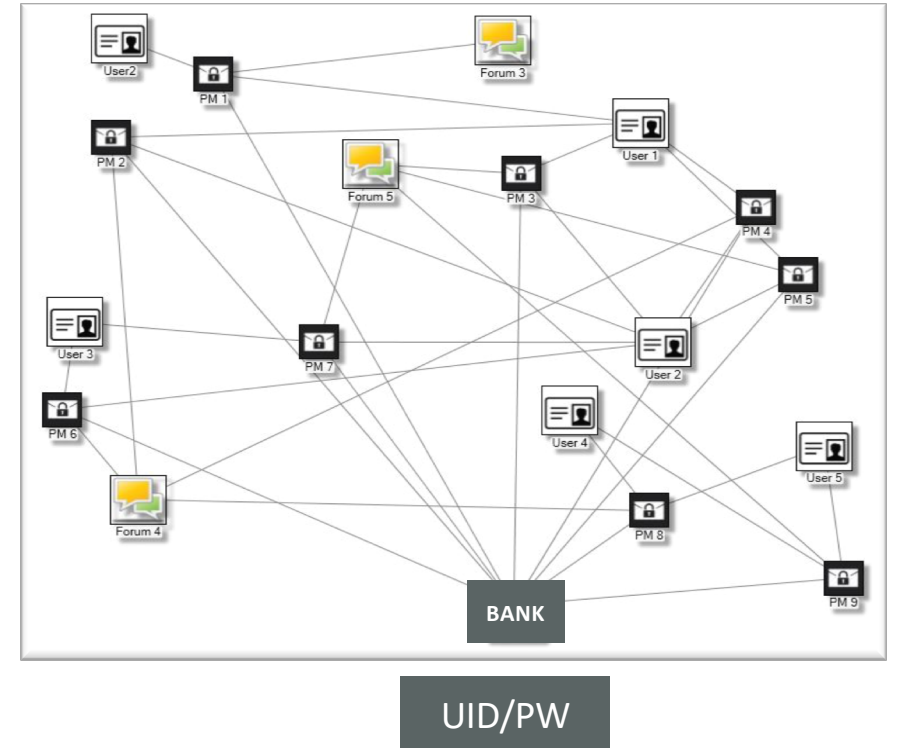 User2
Forum 3
PM 1
User 1
PM 2
Forum 5
PM 3
PM 4
PM 5
User 3
PM 7
User 2
PM 6
User 4
User 5
Forum 4
PM 8
PM 9
BANK
UID/PW